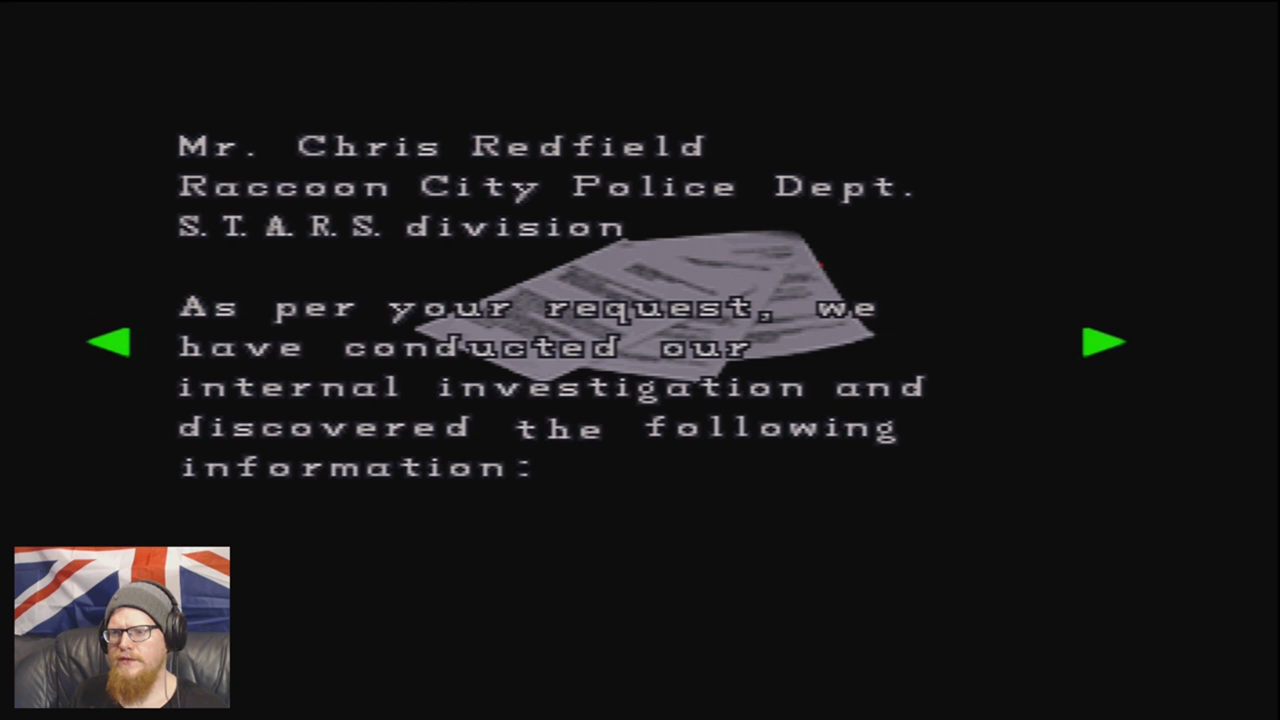 Mr. Chris Redfield
Raccoon City Police Dept.
S.T.A.R.S. division
As per your request, we
have conducted our
internal investigation and
discovered the following
information: